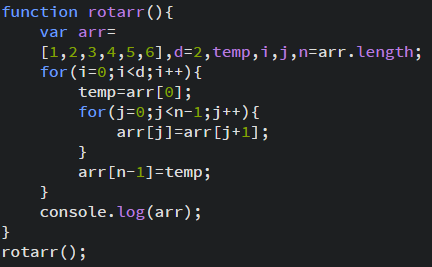 function rotarr(){
    var arr=
    [1,2,3,4,5,6],d=2,temp,i,j,n=arr.length;
    for(i=0;i<d;i++){
        temp=arr[0];
        for(j=0;j<n-1;j++){
            arr[j]=arr[j+1];
        }
        arr[n-1]=temp;
    }
    console.log(arr);
}
rotarr();